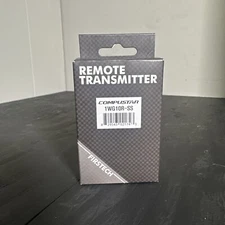 REMOTE
TRANSMITTER
COMPUSTAR
1WG10R-SS
FIRSTECH